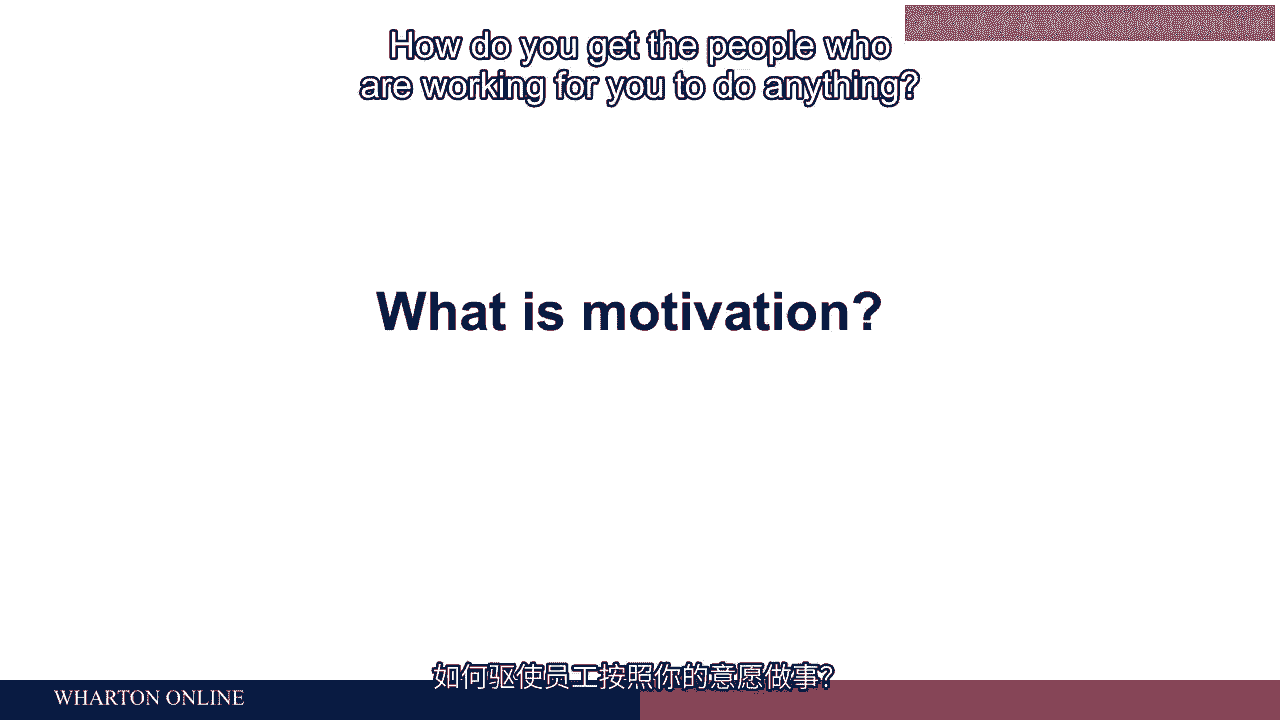 How do you get the people who
are working for you to do anything?
What is motivation?
如何驱使员工按照你的意愿做事?
WHARTON ONLINE